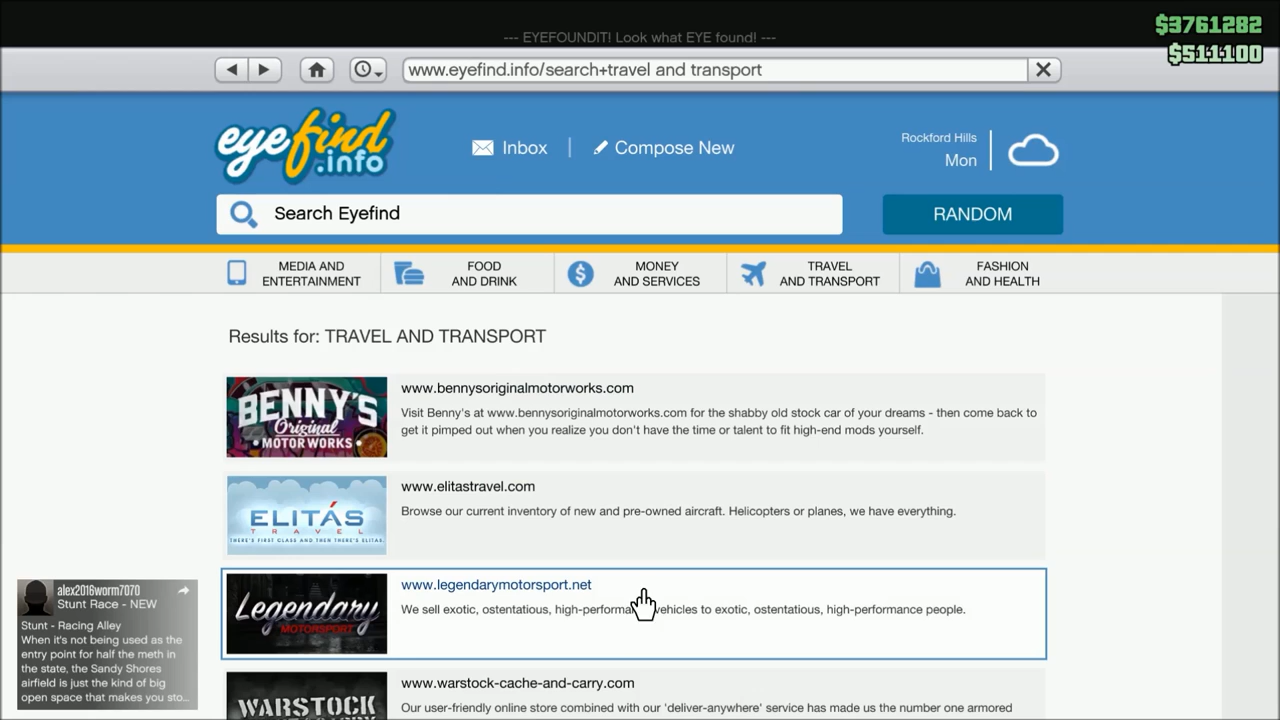 $3761282
--- EYEFOUNDIT! Look what EYE found! ---
$511100
www.eyefind.info/search+travel and transport
eyefind
.info
Inbox
Compose New
Rockford Hills
Mon
Search Eyefind
RANDOM
MEDIA AND
ENTERTAINMENT
FOOD
AND DRINK
MONEY
AND SERVICES
TRAVEL
AND TRANSPORT
FASHION
AND HEALTH
Results for: TRAVEL AND TRANSPORT
BENNY'S
Original
MOTOR WORKS
www.bennysoriginalmotorworks.com
Visit Benny's at www.bennysoriginalmotorworks.com for the shabby old stock car of your dreams - then come back to
get it pimped out when you realize you don't have the time or talent to fit high-end mods yourself.
ELITÁS
TRAVEL
THERE'S FIRST CLASS AND THEN THERE'S ELITAS.
www.elitastravel.com
Browse our current inventory of new and pre-owned aircraft. Helicopters or planes, we have everything.
Legendary
MOTORSPORT
www.legendarymotorsport.net
We sell exotic, ostentatious, high-performa vehicles to exotic, ostentatious, high-performance people.
WARSTOCK
www.warstock-cache-and-carry.com
Our user-friendly online store combined with our 'deliver-anywhere' service has made us the number one armored
alex2016worm7070
Stunt Race - NEW
Stunt - Racing Alley
When it's not being used as the
entry point for half the meth in
the state, the Sandy Shores
airfield is just the kind of big
open space that makes you sto...